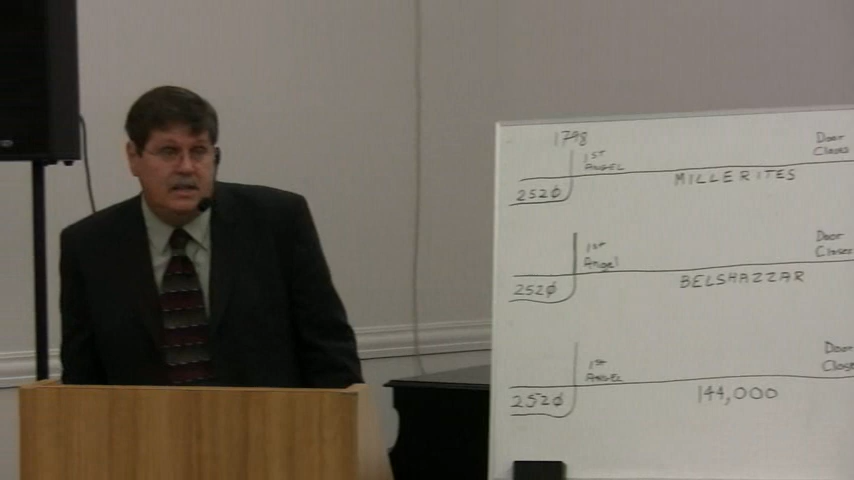 1798
1ST
ANGEL
Door
Closes
2520
MILLERITES
1st
Angel
Door
Closes
2520
BELSHAZZAR
1st
ANGEL
Door
Close
2520
144,000